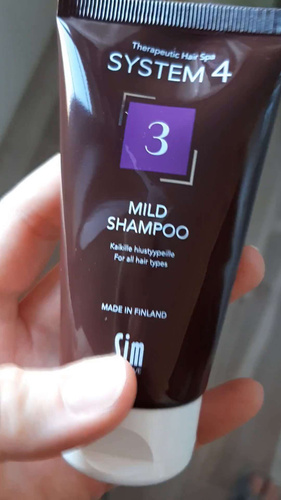 Therapeutic Hair Spa
SYSTEM 4
3
MILD
SHAMPOO
Kaikille hiustyypeille
For all hair types
MADE IN FINLAND
Sim